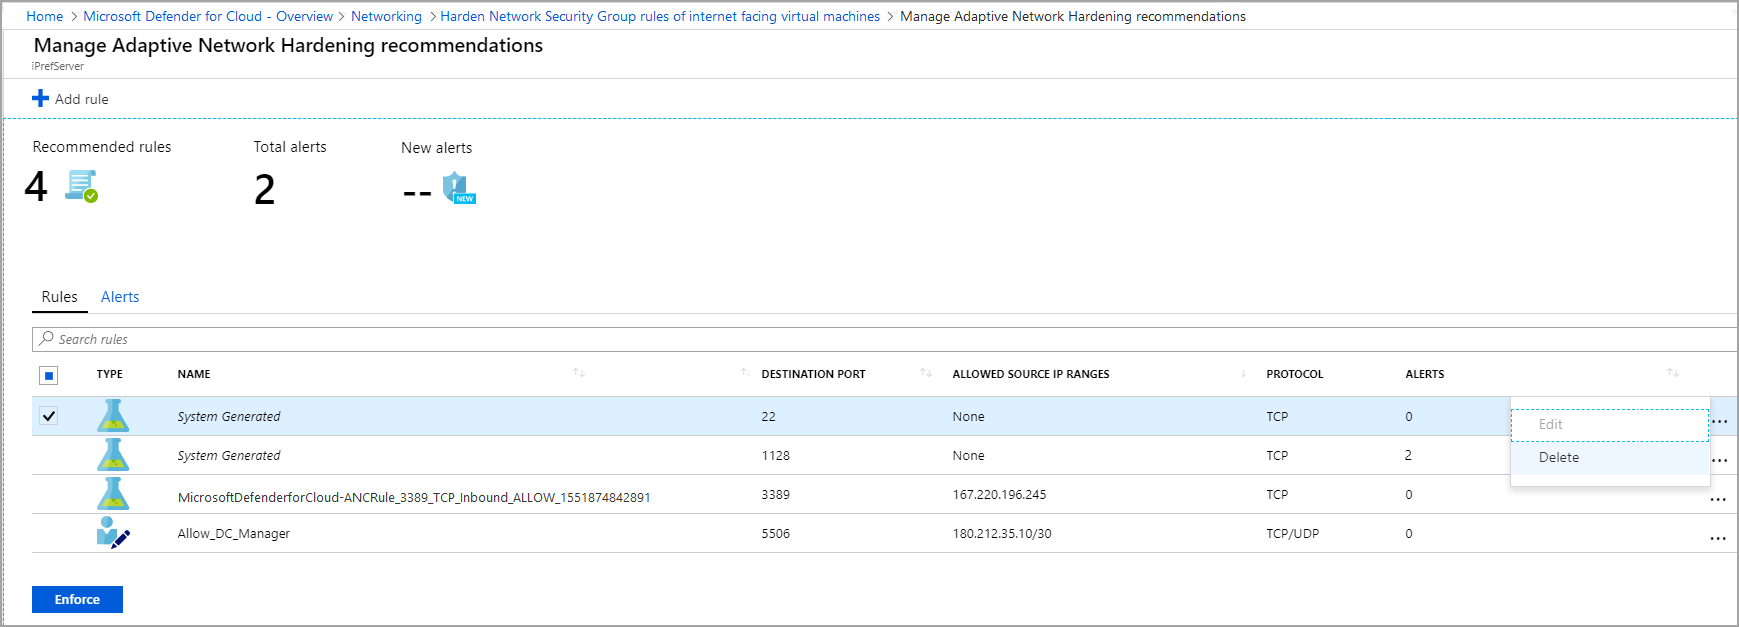 Home > Microsoft Defender for Cloud - Overview > Networking > Harden Network Security Group rules of internet facing virtual machines > Manage Adaptive Network Hardening recommendations
Manage Adaptive Network Hardening recommendations
iPrefServer
Add rule
Recommended rules Total alerts New alerts
4 2 --
NEW
Rules Alerts
Search rules
TYPE NAME DESTINATION PORT ALLOWED SOURCE IP RANGES PROTOCOL ALERTS
System Generated 22 None TCP 0 ...
Edit
System Generated 1128 None TCP 2 ...
Delete
MicrosoftDefenderforCloud-ANCRule_3389_TCP_Inbound_ALLOW_1551874842891 3389 167.220.196.245 TCP 0 ...
Allow_DC_Manager 5506 180.212.35.10/30 TCP/UDP 0 ...
Enforce